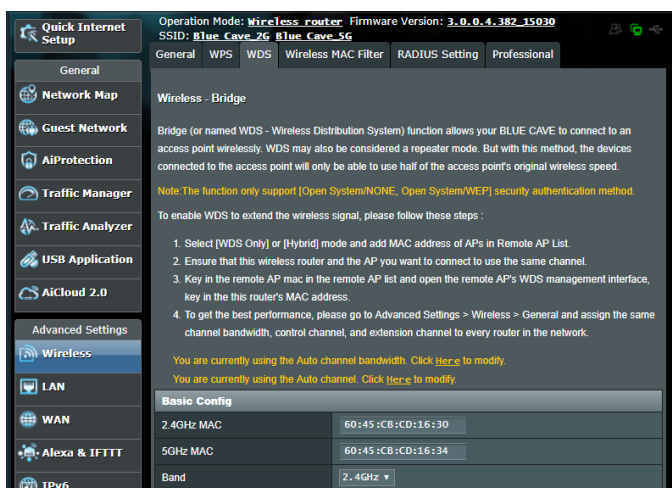 Quick Internet
Setup
General
Network Map
Guest Network
AiProtection
Traffic Manager
Traffic Analyzer
USB Application
AiCloud 2.0
Advanced Settings
Wireless
LAN
WAN
Alexa & IFTTT
IPv6
Operation Mode: Wireless router Firmware Version: 3.0.0.4.382_15030
SSID: Blue Cave_2G Blue Cave_5G
General WPS WDS Wireless MAC Filter RADIUS Setting Professional
Wireless - Bridge
Bridge (or named WDS - Wireless Distribution System) function allows your BLUE CAVE to connect to an
access point wirelessly. WDS may also be considered a repeater mode. But with this method, the devices
connected to the access point will only be able to use half of the access point's original wireless speed.
Note:The function only support [Open System/NONE, Open System/WEP] security authentication method.
To enable WDS to extend the wireless signal, please follow these steps :
1. Select [WDS Only] or [Hybrid] mode and add MAC address of APs in Remote AP List.
2. Ensure that this wireless router and the AP you want to connect to use the same channel.
3. Key in the remote AP mac in the remote AP list and open the remote AP's WDS management interface,
key in the this router's MAC address.
4. To get the best performance, please go to Advanced Settings > Wireless > General and assign the same
channel bandwidth, control channel, and extension channel to every router in the network.
You are currently using the Auto channel bandwidth. Click Here to modify.
You are currently using the Auto channel. Click Here to modify.
Basic Config
2.4GHz MAC 60:45:CB:CD:16:30
5GHz MAC 60:45:CB:CD:16:34
Band 2.4GHz